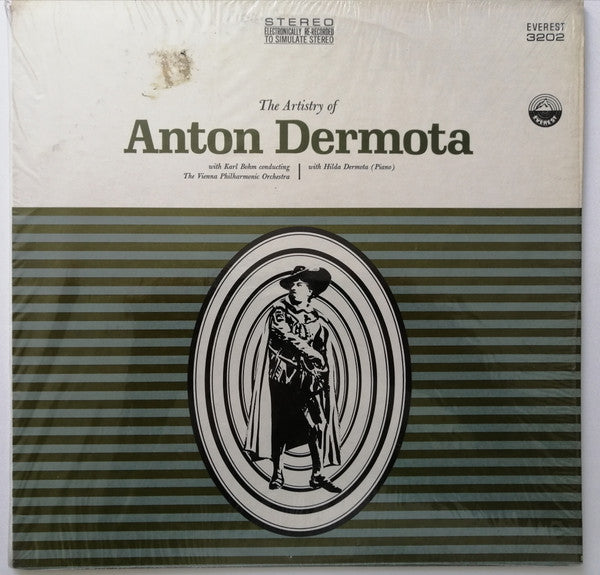 STEREO
ELECTRONICALLY RE-RECORDED
TO SIMULATE STEREO
EVEREST
3202
EVEREST
The Artistry of
Anton Dermota
with Karl Bohm conducting
The Vienna Philharmonic Orchestra
with Hilda Dermota (Piano)